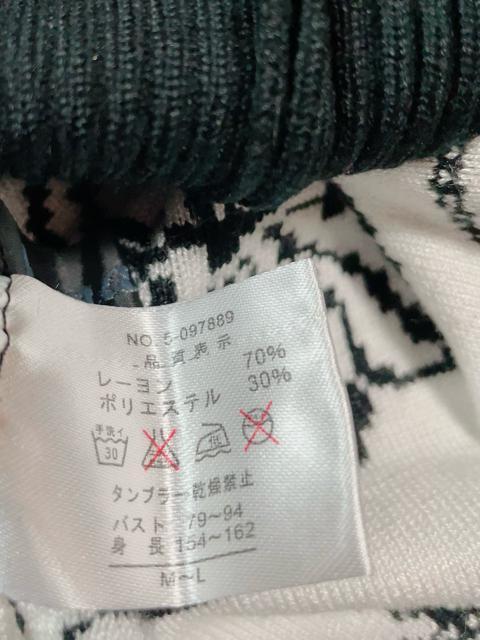 NO.5-097889
-品質表示
レーヨン 70%
ポリエステル 30%
手洗イ
30
低
タンブラー乾燥禁止
バスト 79~94
身長 154~162
M~L